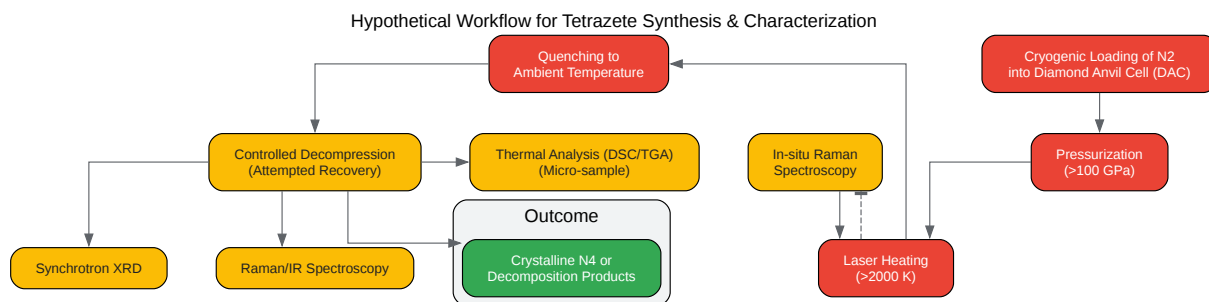 Hypothetical Workflow for Tetrazete Synthesis & Characterization
Quenching to
Ambient Temperature
Cryogenic Loading of N2
into Diamond Anvil Cell (DAC)
Controlled Decompression
(Attempted Recovery)
Thermal Analysis (DSC/TGA)
(Micro-sample)
In-situ Raman
Spectroscopy
Pressurization
(>100 GPa)
Outcome
Synchrotron XRD
Raman/IR Spectroscopy
Crystalline N4 or
Decomposition Products
Laser Heating
(>2000 K)